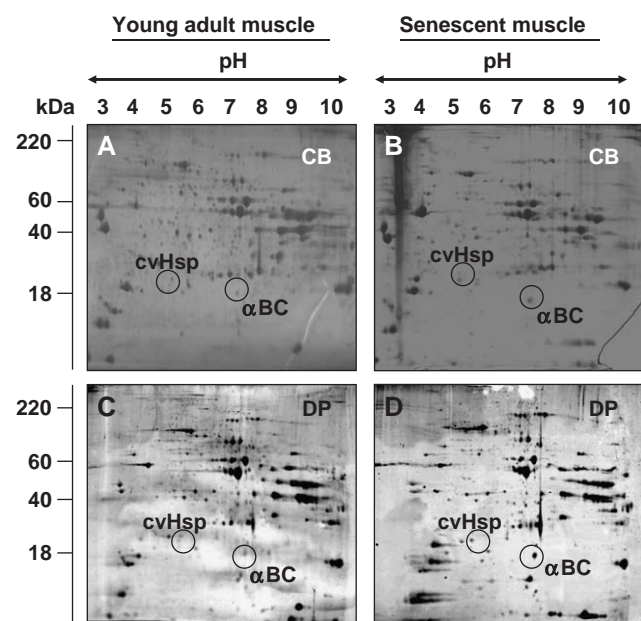 Young adult muscle Senescent muscle
pH pH
kDa 3 4 5 6 7 8 9 10 3 4 5 6 7 8 9 10
220 A CB B CB
60
40
cvHsp cvHsp
18 αBC αBC
220 C DP D DP
60
40
cvHsp cvHsp
18 αBC αBC